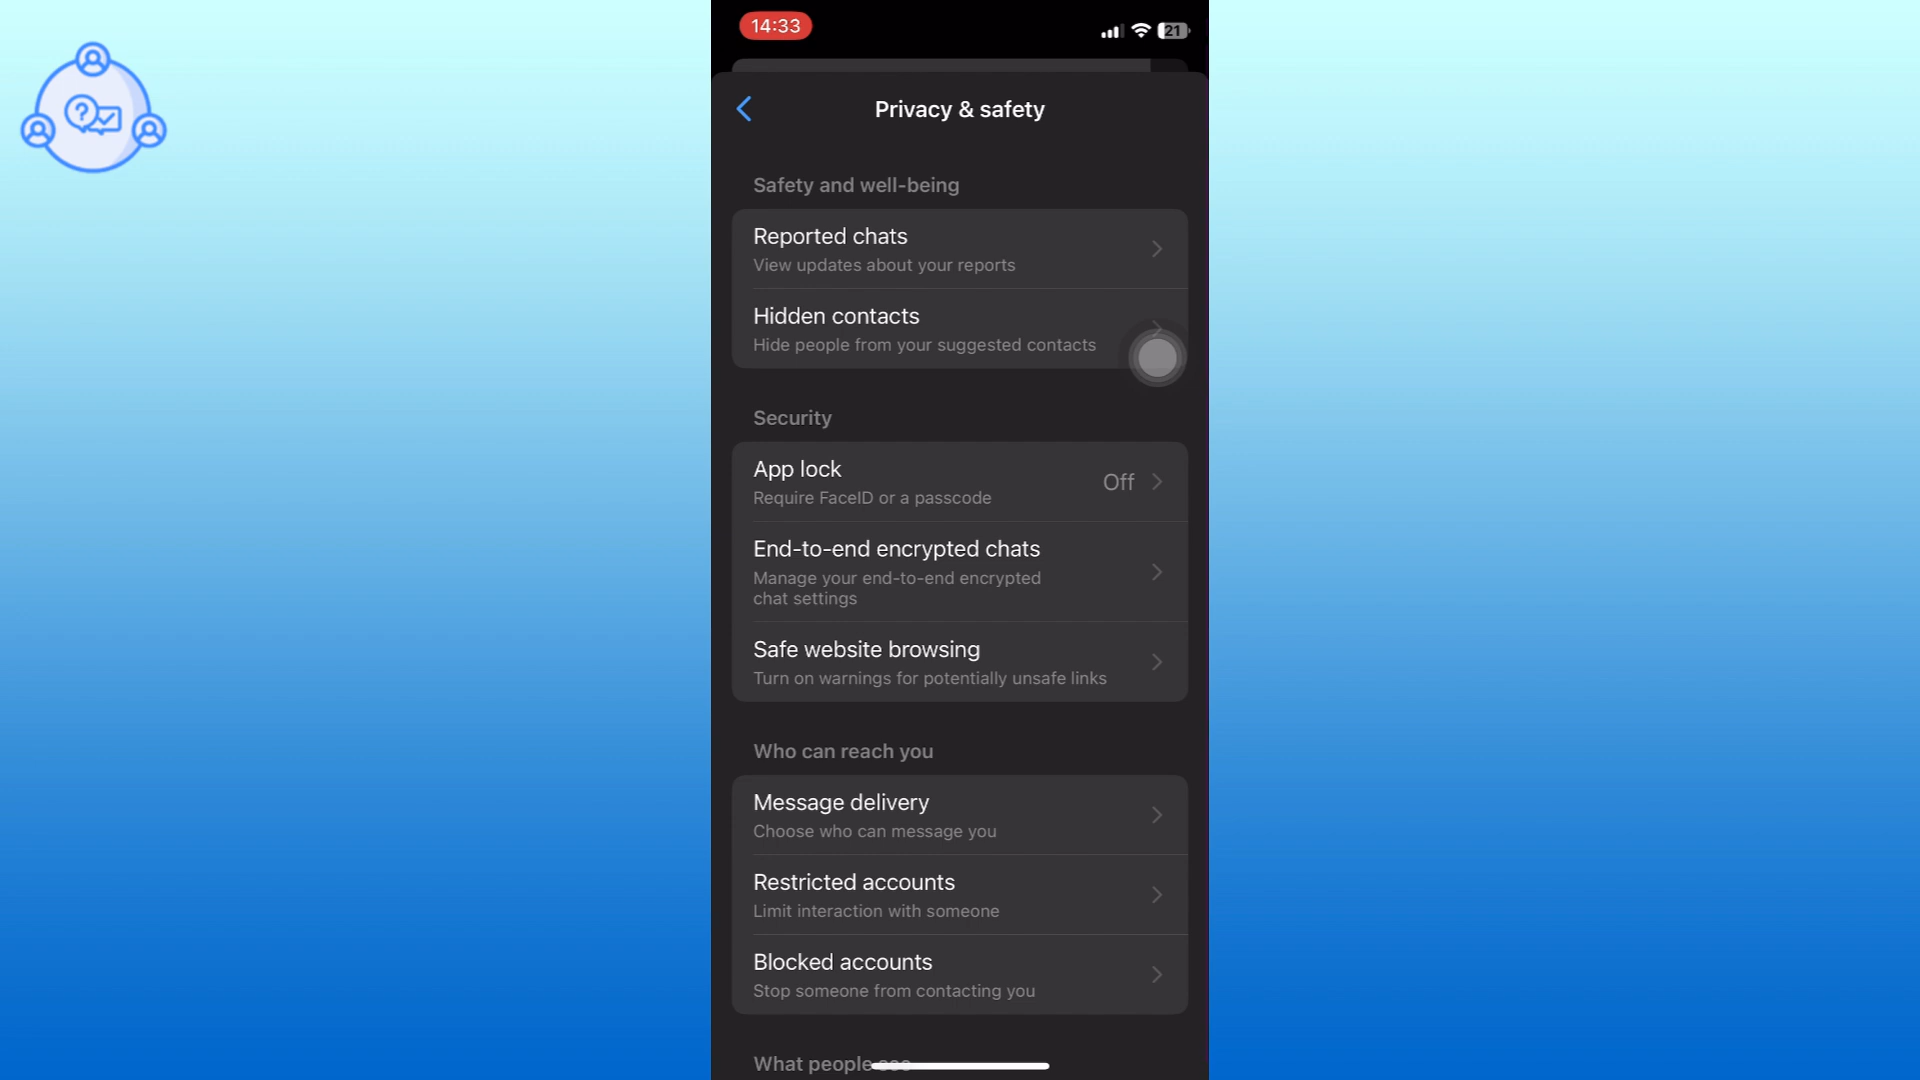 14:33
21
Privacy & safety
Safety and well-being
Reported chats
View updates about your reports
Hidden contacts
Hide people from your suggested contacts
Security
App lock
Off
Require FaceID or a passcode
End-to-end encrypted chats
Manage your end-to-end encrypted
chat settings
Safe website browsing
Turn on warnings for potentially unsafe links
Who can reach you
Message delivery
Choose who can message you
Restricted accounts
Limit interaction with someone
Blocked accounts
Stop someone from contacting you
What people see